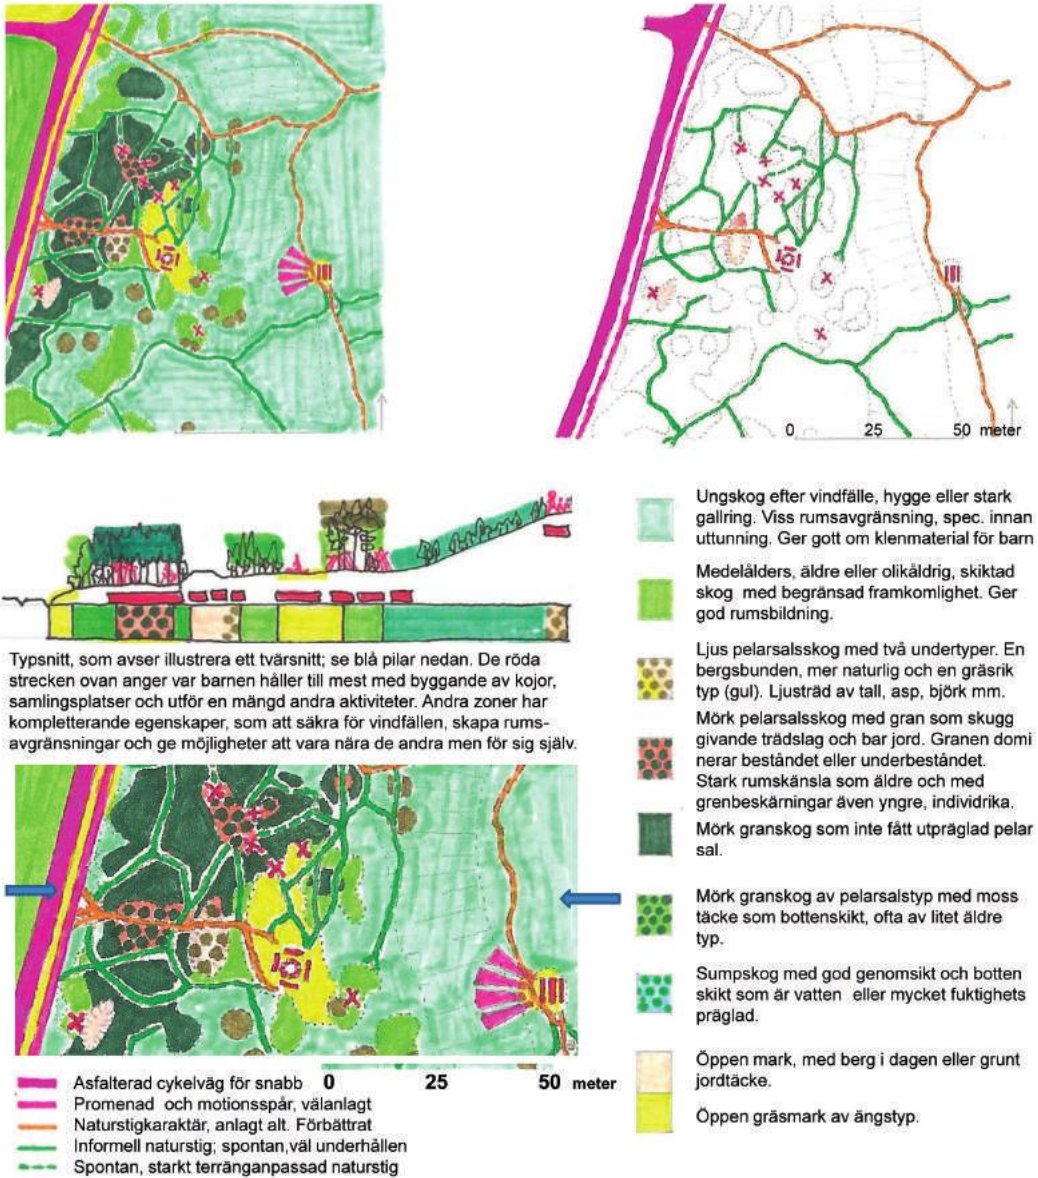 0 25 50 meter
Ungskog efter vindfälle, hygge eller stark
gallring. Viss rumsavgränsning, spec. innan
uttunning. Ger gott om klenmaterial för barn
Medelålders, äldre eller olikåldrig, skiktad
skog med begränsad framkomlighet. Ger
god rumsbildning.
Ljus pelarsalsskog med två undertyper. En
bergsbunden, mer naturlig och en gräsrik
typ (gul). Ljusträd av tall, asp, björk mm.
Mörk pelarsalsskog med gran som skugg
givande trädslag och bar jord. Granen domi
nerar beståndet eller underbeståndet.
Stark rumskänsla som äldre och med
grenbeskärningar även yngre, individrika.
Mörk granskog som inte fått utpräglad pelar
sal.
Mörk granskog av pelarsalstyp med moss
täcke som bottenskikt, ofta av litet äldre
typ.
Sumpskog med god genomsikt och botten
skikt som är vatten eller mycket fuktighets
präglad.
Öppen mark, med berg i dagen eller grunt
jordtäcke.
Öppen gräsmark av ängstyp.
Typsnitt, som avser illustrera ett tvärsnitt; se blå pilar nedan. De röda
strecken ovan anger var barnen håller till mest med byggande av kojor,
samlingsplatser och utför en mängd andra aktiviteter. Andra zoner har
kompletterande egenskaper, som att säkra för vindfällen, skapa rums-
avgränsningar och ge möjligheter att vara nära de andra men för sig själv.
0 25 50 meter
Asfalterad cykelväg för snabb
Promenad och motionsspår, välanlagt
Naturstigkaraktär, anlagt alt. Förbättrat
Informell naturstig; spontan,väl underhållen
Spontan, starkt terränganpassad naturstig